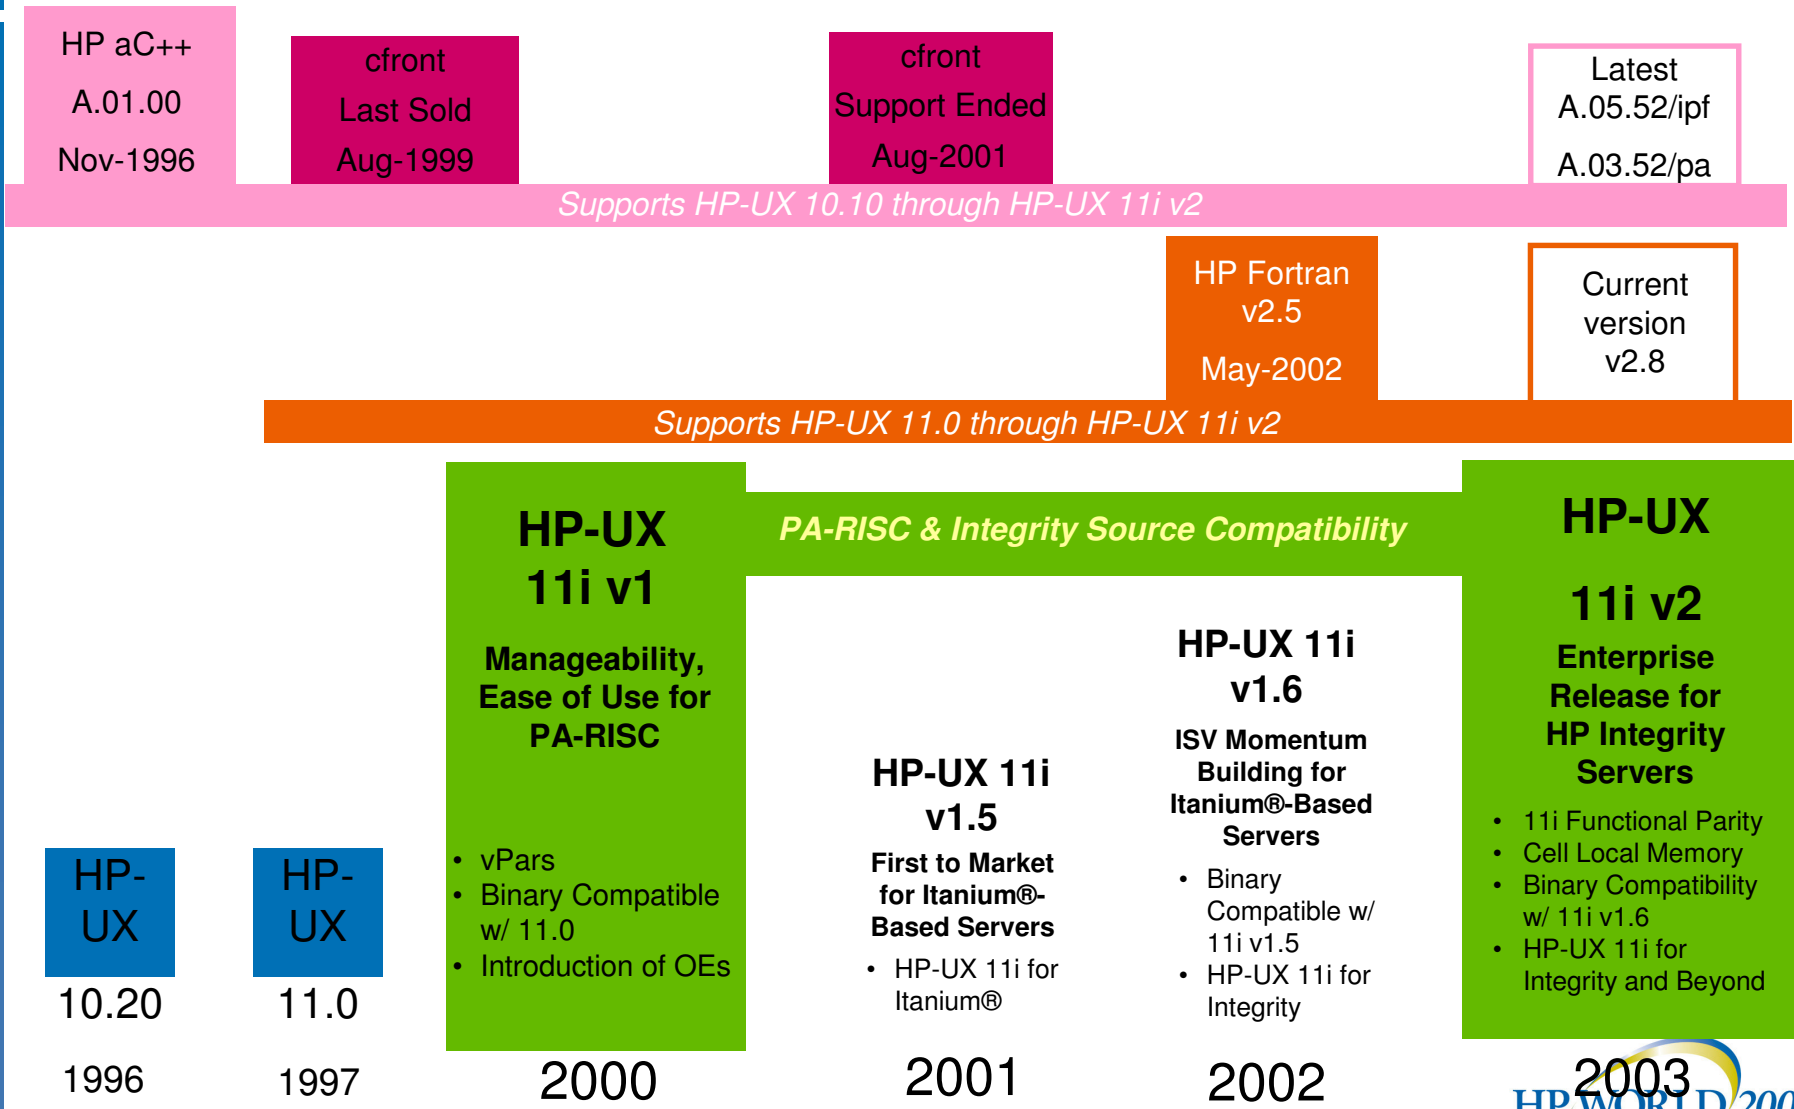 HP aC++
A.01.00
Nov-1996
cfront
Last Sold
Aug-1999
cfront
Support Ended
Aug-2001
Latest
A.05.52/ipf
A.03.52/pa
Supports HP-UX 10.10 through HP-UX 11i v2
HP Fortran
v2.5
May-2002
Current
version
v2.8
Supports HP-UX 11.0 through HP-UX 11i v2
HP-
UX
10.20
1996
HP-
UX
11.0
1997
HP-UX
11i v1
Manageability,
Ease of Use for
PA-RISC
• vPars
• Binary Compatible
w/ 11.0
• Introduction of OEs
2000
PA-RISC & Integrity Source Compatibility
HP-UX 11i
v1.5
First to Market
for Itanium®-
Based Servers
• HP-UX 11i for
Itanium®
2001
HP-UX 11i
v1.6
ISV Momentum
Building for
Itanium®-Based
Servers
• Binary
Compatible w/
11i v1.5
• HP-UX 11i for
Integrity
2002
HP-UX
11i v2
Enterprise
Release for
HP Integrity
Servers
• 11i Functional Parity
• Cell Local Memory
• Binary Compatibility
w/ 11i v1.6
• HP-UX 11i for
Integrity and Beyond
2003
HP WORLD 200